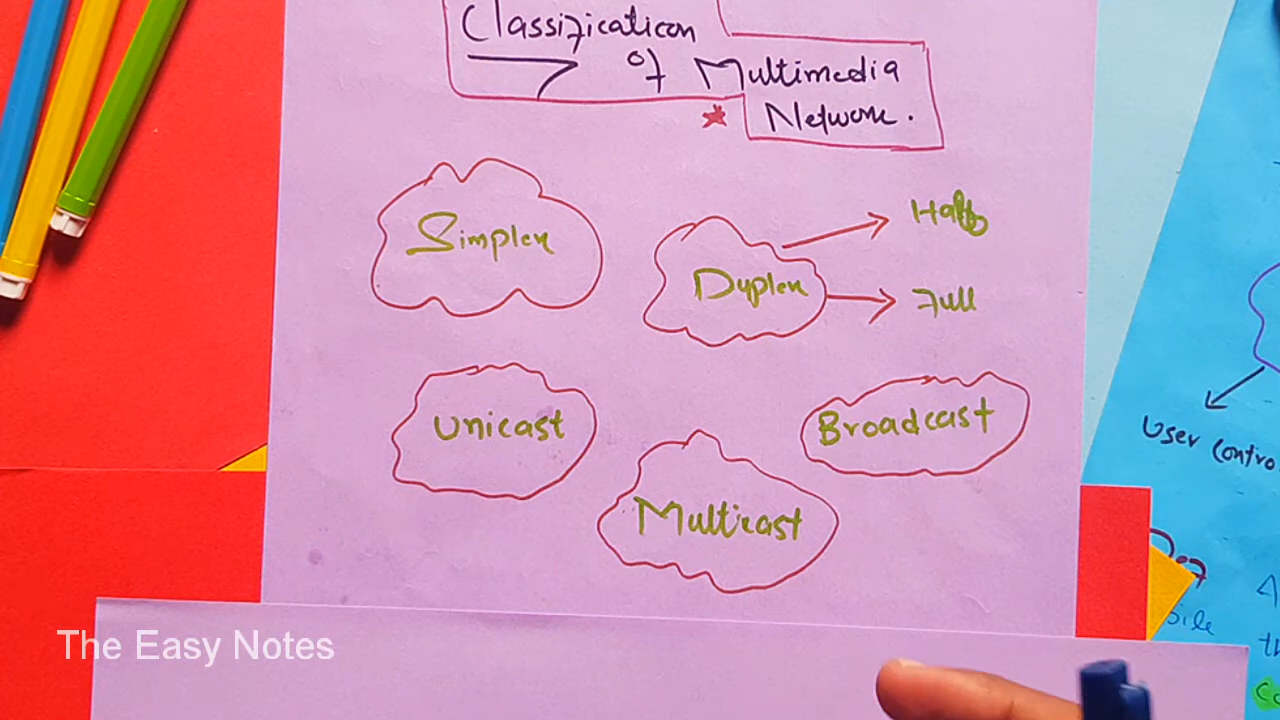 Classification
of Multimedia
Network.
Simplex
Half
Duplex
Full
Unicast
Broadcast
Multicast
User contro
The Easy Notes